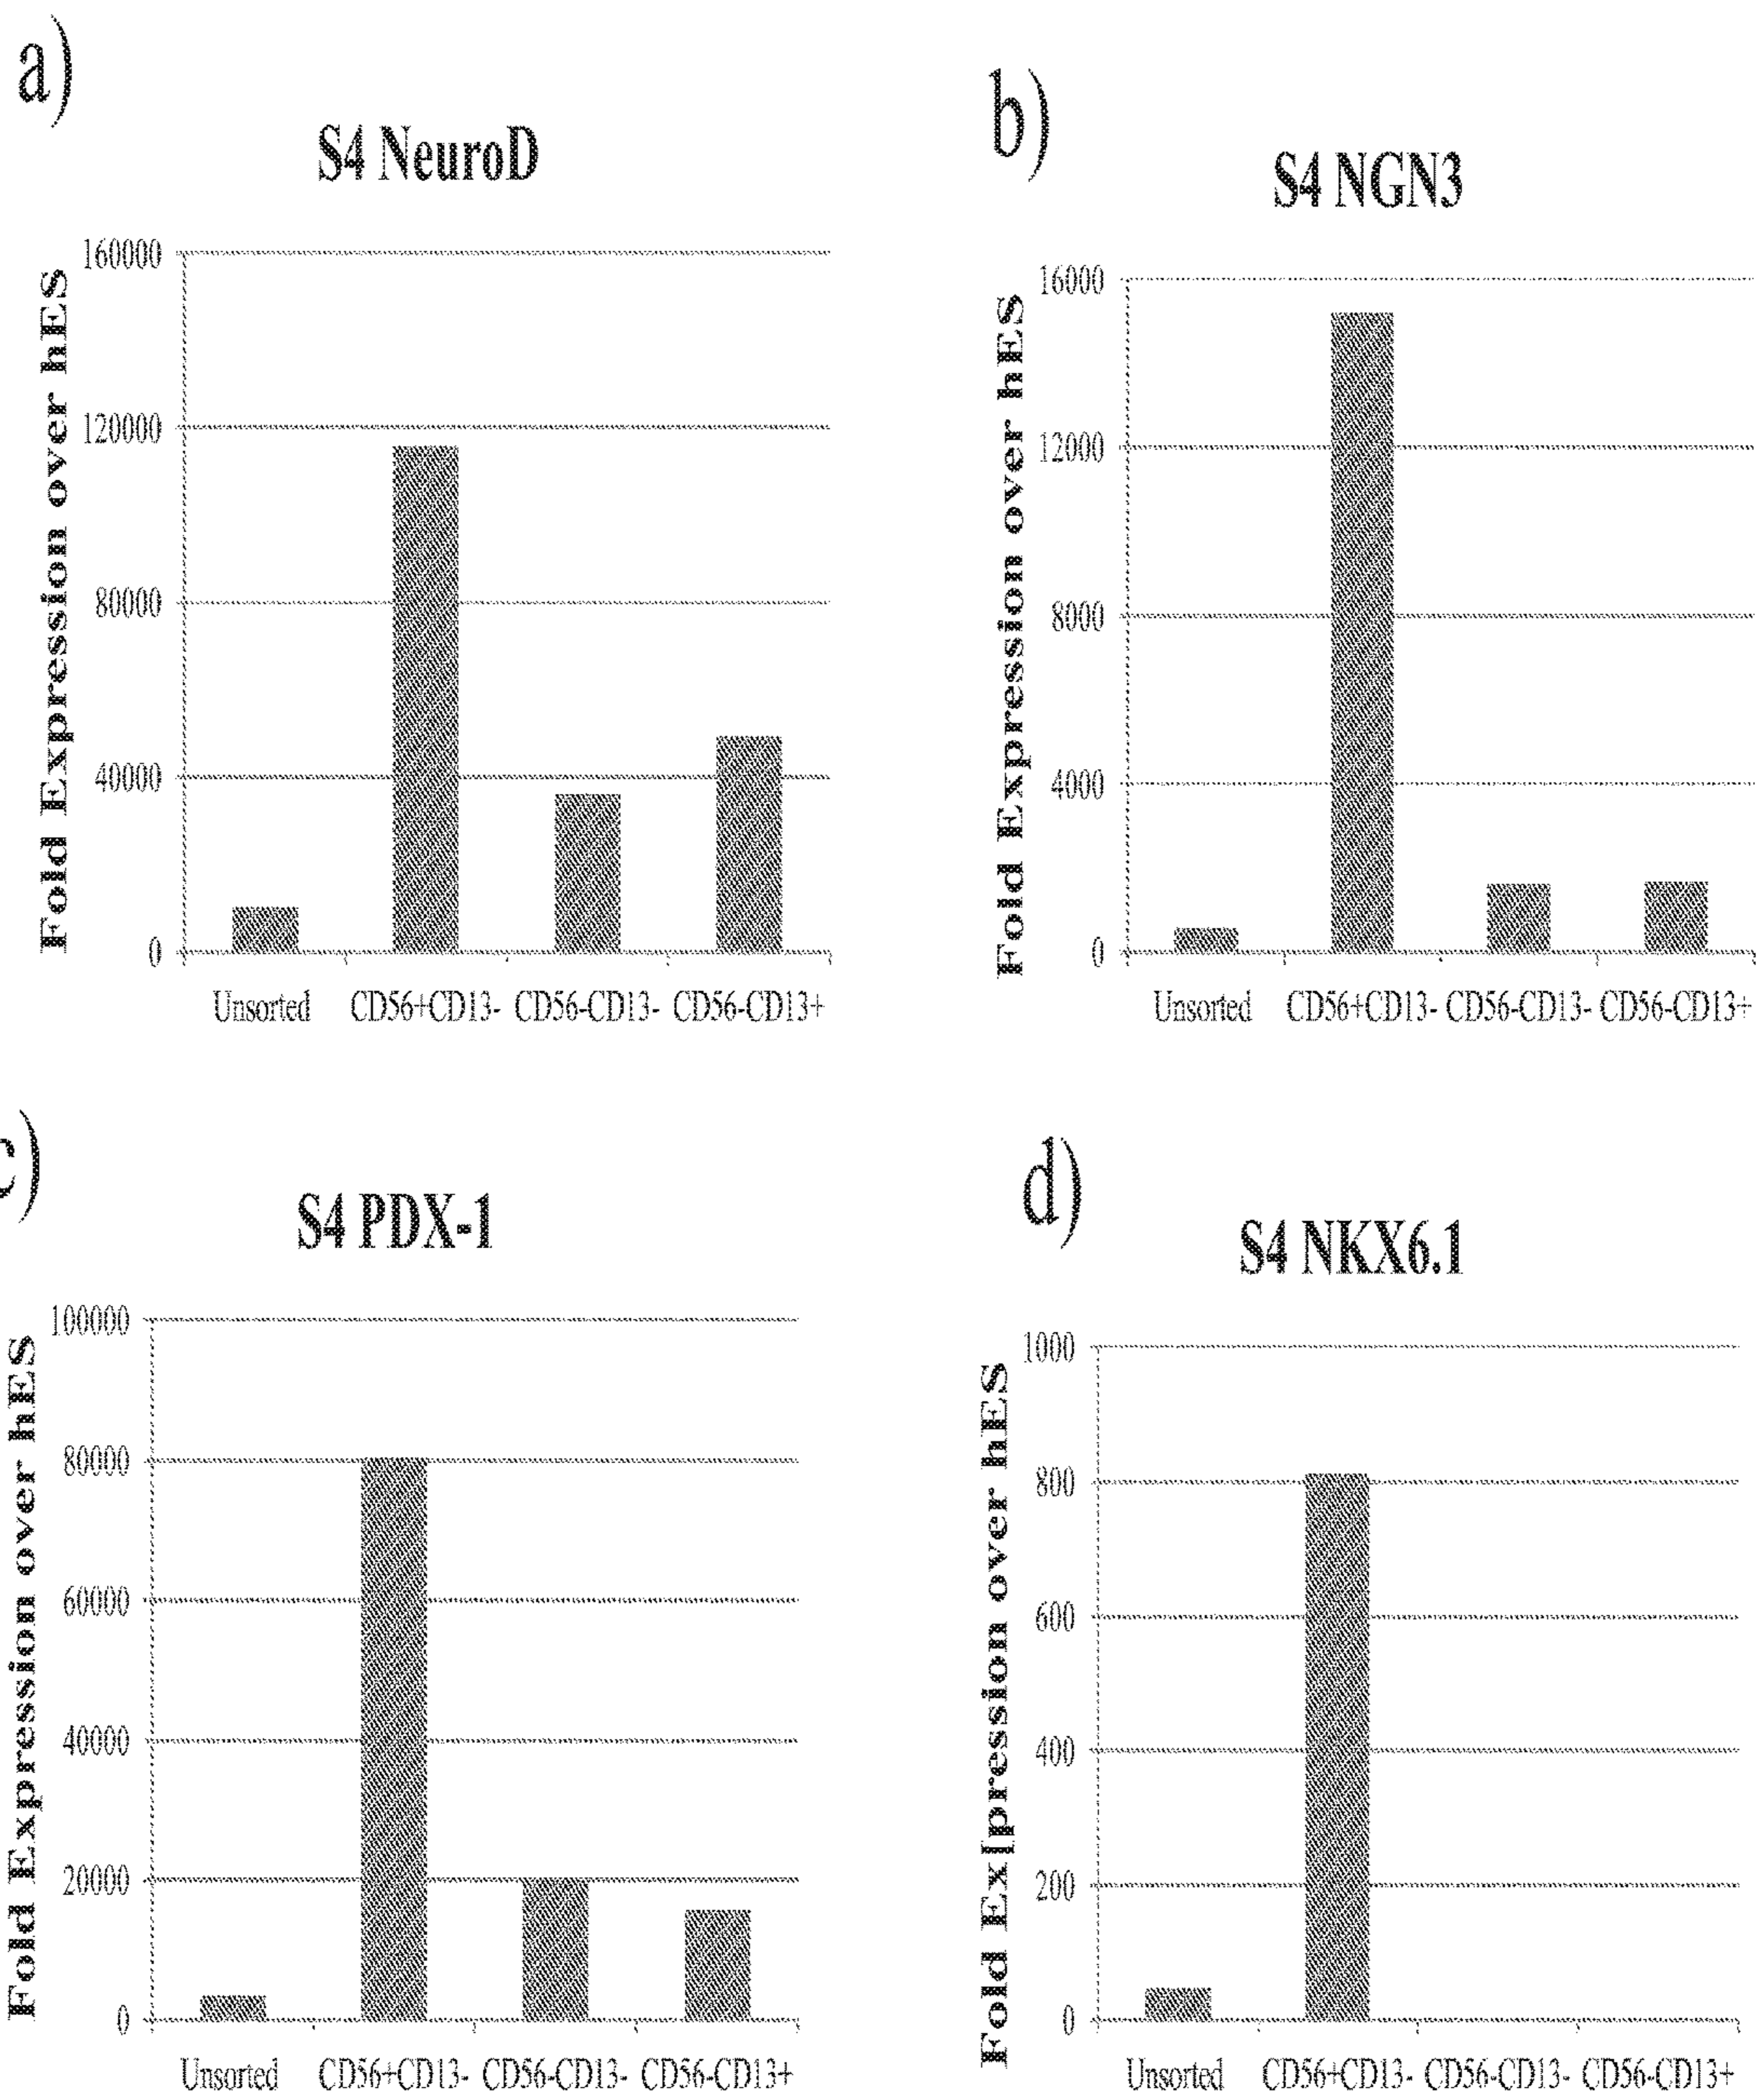 a)
S4 NeuroD
Fold Expression over hES
160000
120000
80000
40000
0
Unsorted CD56+CD13- CD56-CD13- CD56-CD13+
b)
S4 NGN3
Fold Expression over hES
16000
12000
8000
4000
0
Unsorted CD56+CD13- CD56-CD13- CD56-CD13+
c)
S4 PDX-1
Fold Expression over hES
100000
80000
60000
40000
20000
0
Unsorted CD56+CD13- CD56-CD13- CD56-CD13+
d)
S4 NKX6.1
Fold Ex[pression over hES
1000
800
600
400
200
0
Unsorted CD56+CD13- CD56-CD13- CD56-CD13+